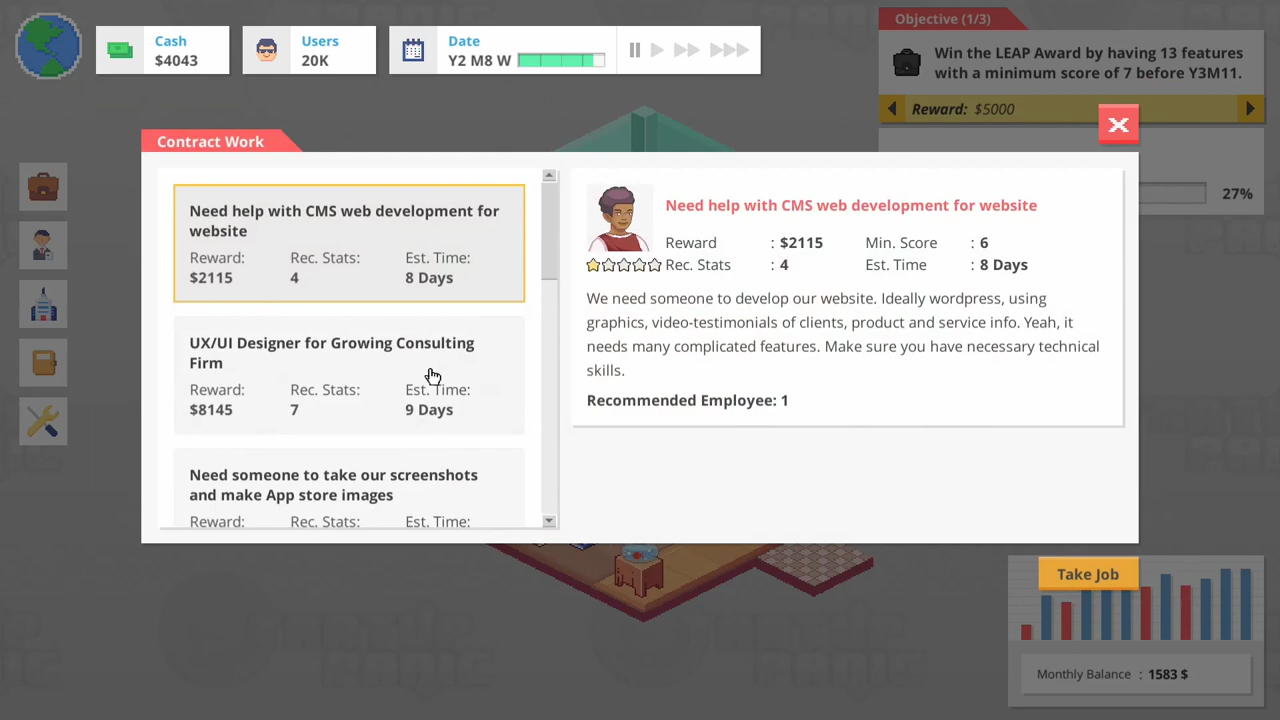 Cash
$4043
Users
20K
Date
Y2 M8 W
Objective (1/3)
Win the LEAP Award by having 13 features
with a minimum score of 7 before Y3M11.
Reward: $5000
27%
Contract Work
Need help with CMS web development for
website
Reward: Rec. Stats: Est. Time:
$2115 4 8 Days
UX/UI Designer for Growing Consulting
Firm
Reward: Rec. Stats: Est. Time:
$8145 7 9 Days
Need someone to take our screenshots
and make App store images
Reward: Rec. Stats: Est. Time:
Need help with CMS web development for website
Reward : $2115 Min. Score : 6
Rec. Stats : 4 Est. Time : 8 Days
We need someone to develop our website. Ideally wordpress, using
graphics, video-testimonials of clients, product and service info. Yeah, it
needs many complicated features. Make sure you have necessary technical
skills.
Recommended Employee: 1
Take Job
Monthly Balance : 1583 $